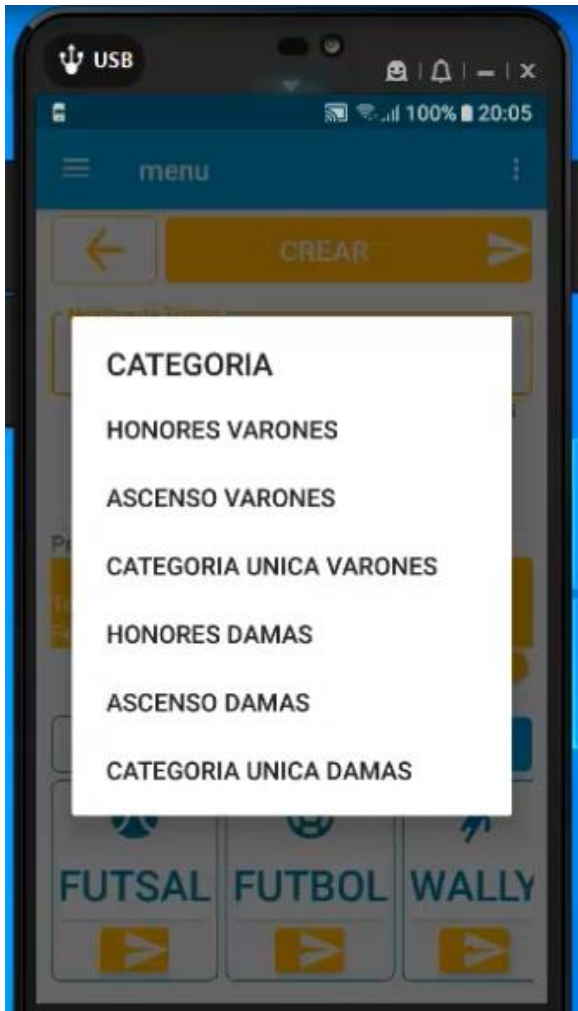 USB
100% 20:05
menu
CREAR
CATEGORIA
HONORES VARONES
ASCENSO VARONES
CATEGORIA UNICA VARONES
HONORES DAMAS
ASCENSO DAMAS
CATEGORIA UNICA DAMAS
FUTSAL FUTBOL WALLY